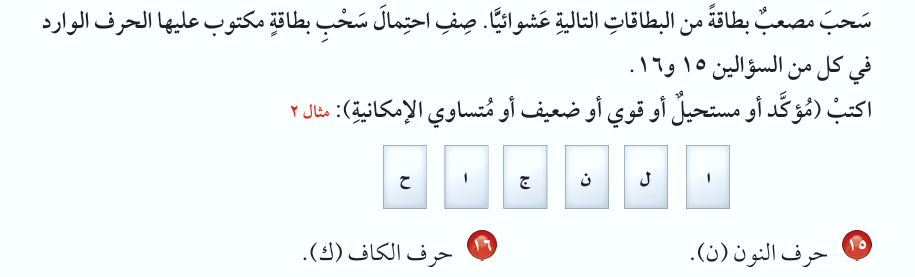 سَحبَ مصعبٌ بطاقةً من البطاقاتِ التاليةِ عَشوائيًّا. صِفِ احتِمالَ سَحْبِ بطاقةٍ مكتوب عليها الحرف الوارد
في كل من السؤالين ١٥ و١٦.
اكتبْ (مُؤكَّد أو مستحيلٌ أو قوي أو ضعيف أو مُتساوي الإمكانيةِ): مثال ٢
ا ل ن ج ا ح
١٥ حرف النون (ن). ١٦ حرف الكاف (ك).